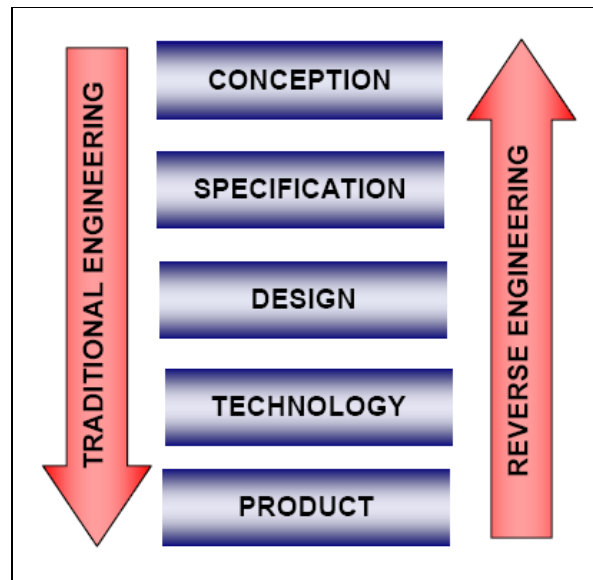 TRADITIONAL ENGINEERING
CONCEPTION
SPECIFICATION
DESIGN
TECHNOLOGY
PRODUCT
REVERSE ENGINEERING